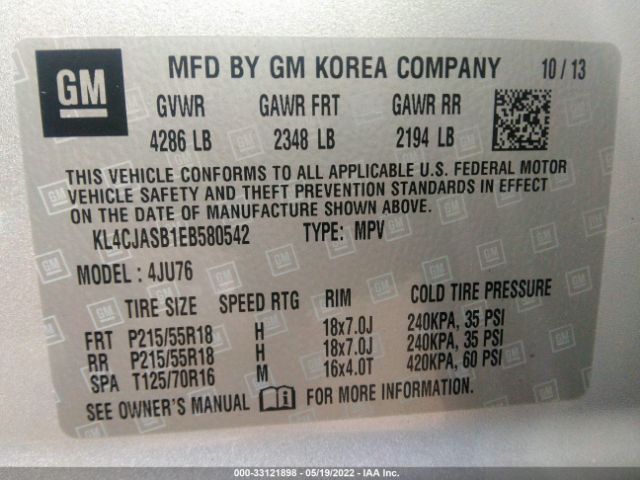 GM MFD BY GM KOREA COMPANY 10/13
GVWR GAWR FRT GAWR RR
4286 LB 2348 LB 2194 LB
THIS VEHICLE CONFORMS TO ALL APPLICABLE U.S. FEDERAL MOTOR
VEHICLE SAFETY AND THEFT PREVENTION STANDARDS IN EFFECT
ON THE DATE OF MANUFACTURE SHOWN ABOVE.
KL4CJASB1EB580542 TYPE: MPV
MODEL : 4JU76
TIRE SIZE SPEED RTG RIM COLD TIRE PRESSURE
FRT P215/55R18 H 18x7.0J 240KPA, 35 PSI
RR P215/55R18 H 18x7.0J 240KPA, 35 PSI
SPA T125/70R16 M 16x4.0T 420KPA, 60 PSI
SEE OWNER'S MANUAL FOR MORE INFORMATION.
000-33121898 - 05/19/2022 - IAA Inc.